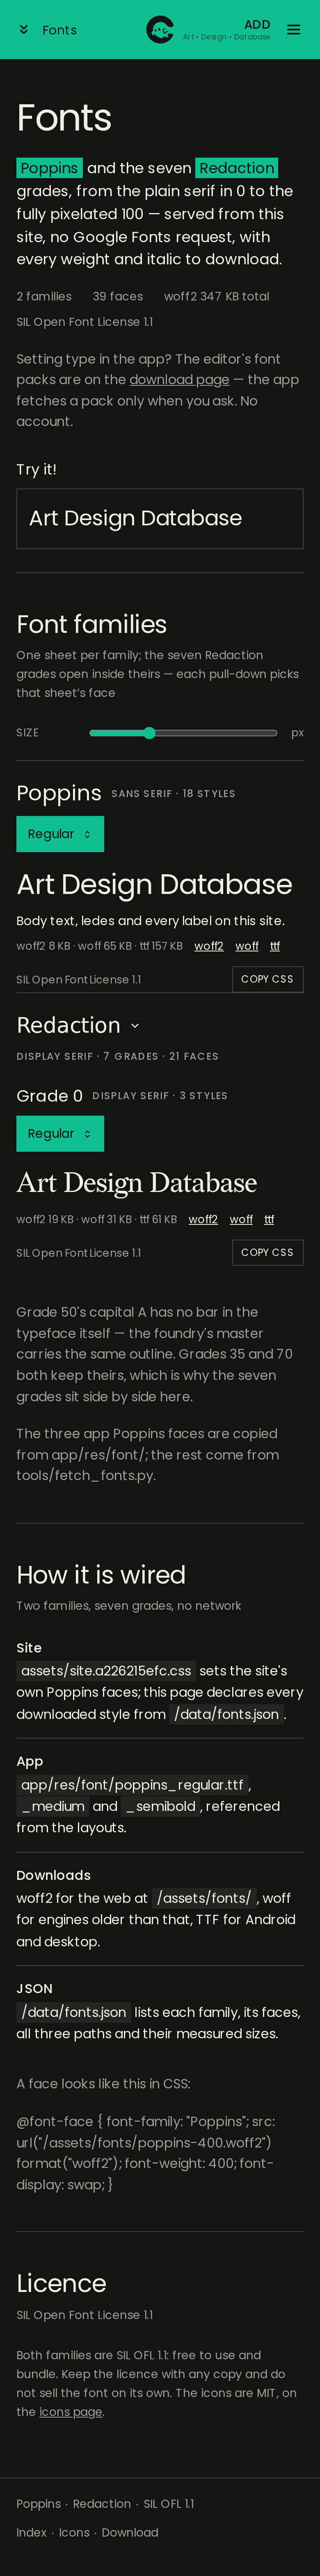 Fonts
ADD
Art • Design • Database
Fonts
Poppins and the seven Redaction
grades, from the plain serif in 0 to the
fully pixelated 100 — served from this
site, no Google Fonts request, with
every weight and italic to download.
2 families 39 faces woff2 347 KB total
SIL Open Font License 1.1
Setting type in the app? The editor's font
packs are on the download page — the app
fetches a pack only when you ask. No
account.
Try it!
Art Design Database
Font families
One sheet per family; the seven Redaction
grades open inside theirs — each pull-down picks
that sheet's face
SIZE px
Poppins SANS SERIF · 18 STYLES
Regular
Art Design Database
Body text, ledes and every label on this site.
woff2 8 KB · woff 65 KB · ttf 157 KB woff2 woff ttf
SIL Open Font License 1.1 COPY CSS
Redaction
DISPLAY SERIF · 7 GRADES · 21 FACES
Grade 0 DISPLAY SERIF · 3 STYLES
Regular
Art Design Database
woff2 19 KB · woff 31 KB · ttf 61 KB woff2 woff ttf
SIL Open Font License 1.1 COPY CSS
Grade 50's capital A has no bar in the
typeface itself — the foundry's master
carries the same outline. Grades 35 and 70
both keep theirs, which is why the seven
grades sit side by side here.
The three app Poppins faces are copied
from app/res/font/; the rest come from
tools/fetch_fonts.py.
How it is wired
Two families, seven grades, no network
Site
assets/site.a226215efc.css sets the site's
own Poppins faces; this page declares every
downloaded style from /data/fonts.json.
App
app/res/font/poppins_regular.ttf,
_medium and _semibold, referenced
from the layouts.
Downloads
woff2 for the web at /assets/fonts/, woff
for engines older than that, TTF for Android
and desktop.
JSON
/data/fonts.json lists each family, its faces,
all three paths and their measured sizes.
A face looks like this in CSS:
@font-face { font-family: "Poppins"; src:
url("/assets/fonts/poppins-400.woff2")
format("woff2"); font-weight: 400; font-
display: swap; }
Licence
SIL Open Font License 1.1
Both families are SIL OFL 1.1: free to use and
bundle. Keep the licence with any copy and do
not sell the font on its own. The icons are MIT, on
the icons page.
Poppins · Redaction · SIL OFL 1.1
Index · Icons · Download